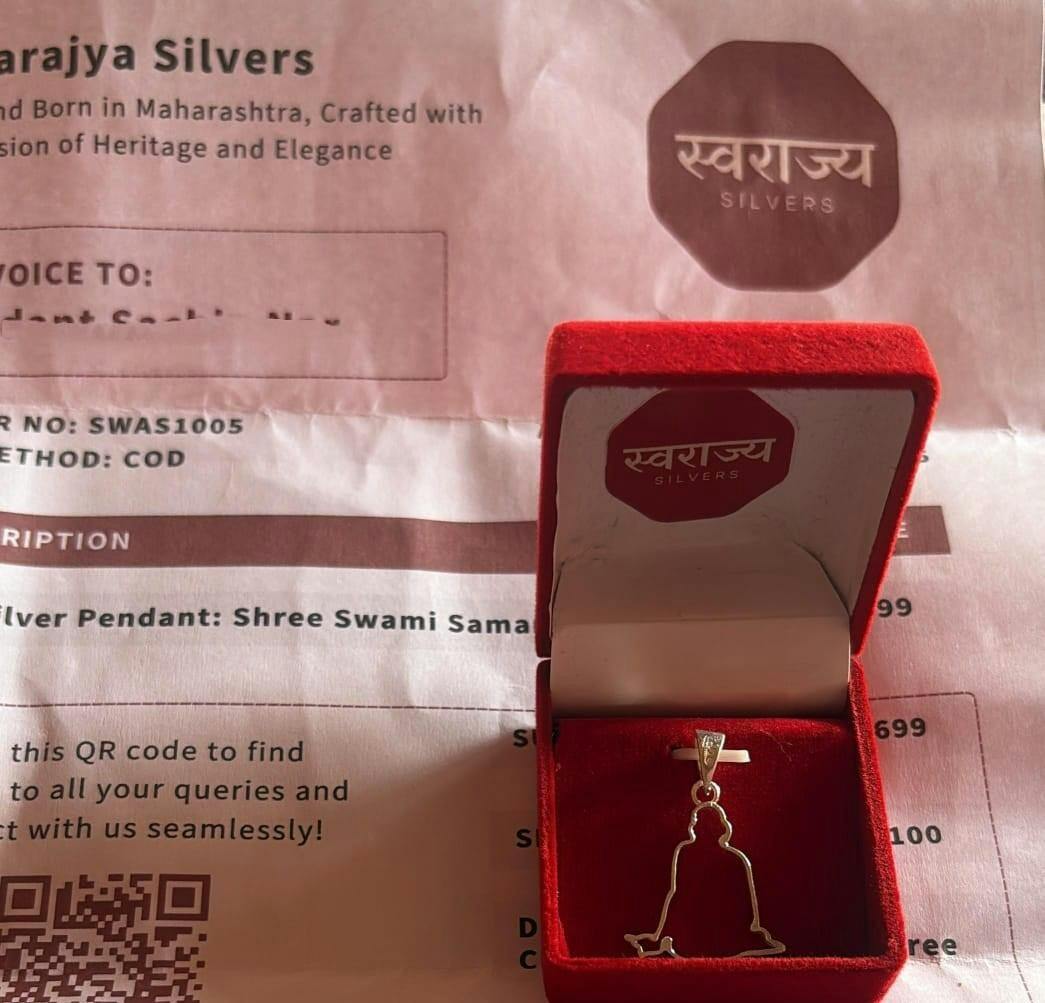 arajya Silvers
nd Born in Maharashtra, Crafted with
sion of Heritage and Elegance
स्वराज्य
SILVERS
VOICE TO:
R NO: SWAS1005
ETHOD: COD
स्वराज्य
SILVERS
RIPTION
E
lver Pendant: Shree Swami Sama
99
this QR code to find
to all your queries and
ct with us seamlessly!
S
699
S
100
D
C
ree